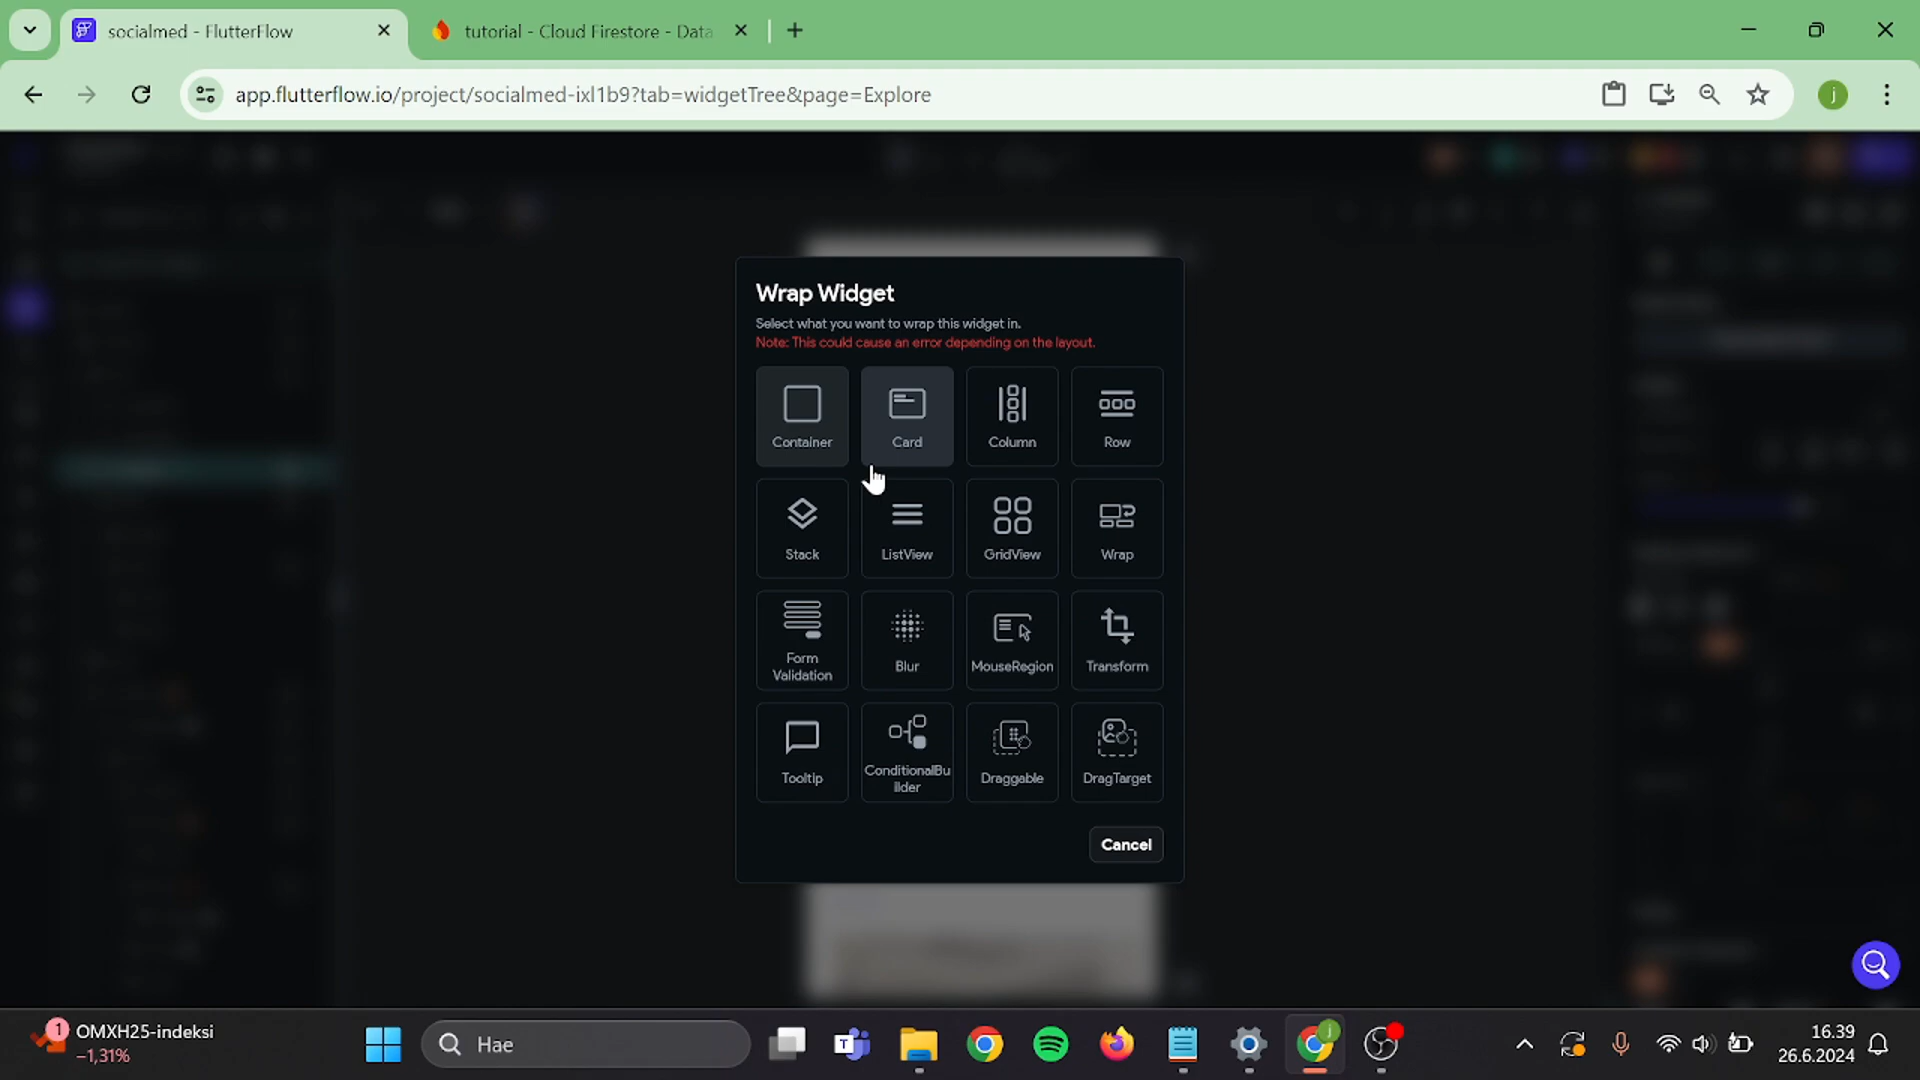 socialmed - FlutterFlow
tutorial - Cloud Firestore - Data
app.flutterflow.io/project/socialmed-ixl1b9?tab=widgetTree&page=Explore
j
Wrap Widget
Select what you want to wrap this widget in.
Note: This could cause an error depending on the layout.
Container
Card
Column
Row
Stack
ListView
GridView
Wrap
Form
Validation
Blur
MouseRegion
Transform
Tooltip
ConditionalBu
ilder
Draggable
DragTarget
Cancel
1
OMXH25-indeksi
-1,31%
Hae
T
j
16.39
26.6.2024